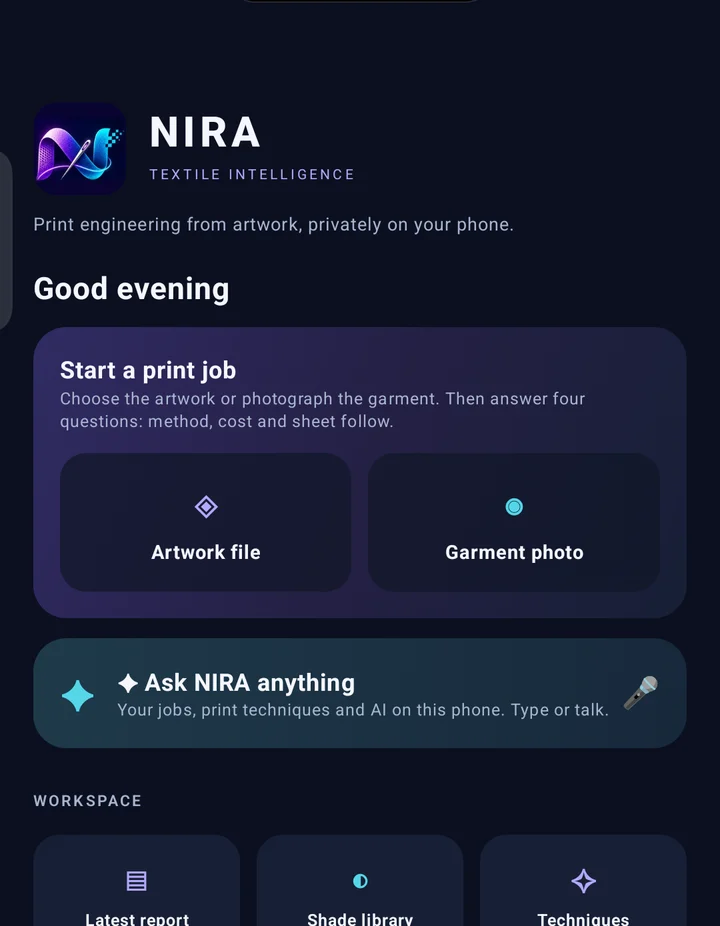 NIRA
TEXTILE INTELLIGENCE
Print engineering from artwork, privately on your phone.
Good evening
Start a print job
Choose the artwork or photograph the garment. Then answer four
questions: method, cost and sheet follow.
Artwork file
Garment photo
✦ Ask NIRA anything
Your jobs, print techniques and AI on this phone. Type or talk.
WORKSPACE
Latest report
Shade library
Techniques